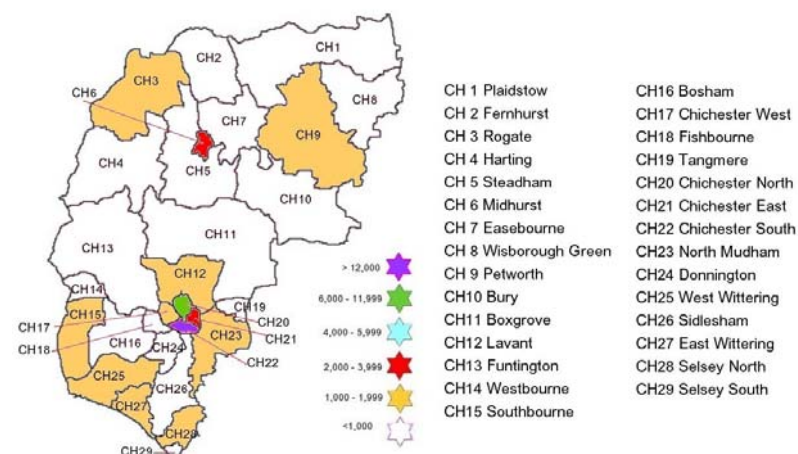 CH1
CH2
CH3
CH6
CH7
CH8
CH9
CH4
CH5
CH10
CH13
CH11
CH12
CH14
CH15
CH19
CH17
CH20
CH23
CH21
CH18
CH16
CH24
CH22
CH25
CH26
CH27
CH28
CH29
> 12,000
6,000 - 11,999
4,000 - 5,999
2,000 - 3,999
1,000 - 1,999
<1,000
CH 1 Plaidstow
CH 2 Fernhurst
CH 3 Rogate
CH 4 Harting
CH 5 Steadham
CH 6 Midhurst
CH 7 Easebourne
CH 8 Wisborough Green
CH 9 Petworth
CH10 Bury
CH11 Boxgrove
CH12 Lavant
CH13 Funtington
CH14 Westbourne
CH15 Southbourne
CH16 Bosham
CH17 Chichester West
CH18 Fishbourne
CH19 Tangmere
CH20 Chichester North
CH21 Chichester East
CH22 Chichester South
CH23 North Mudham
CH24 Donnington
CH25 West Wittering
CH26 Sidlesham
CH27 East Wittering
CH28 Selsey North
CH29 Selsey South